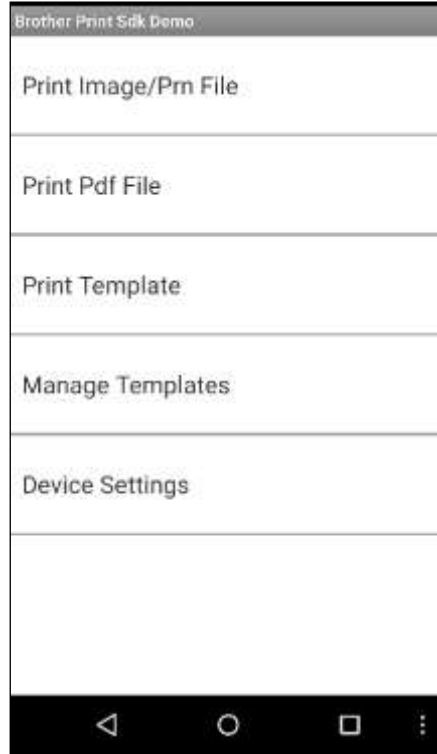 Brother Print Sdk Demo
Print Image/Prn File
Print Pdf File
Print Template
Manage Templates
Device Settings